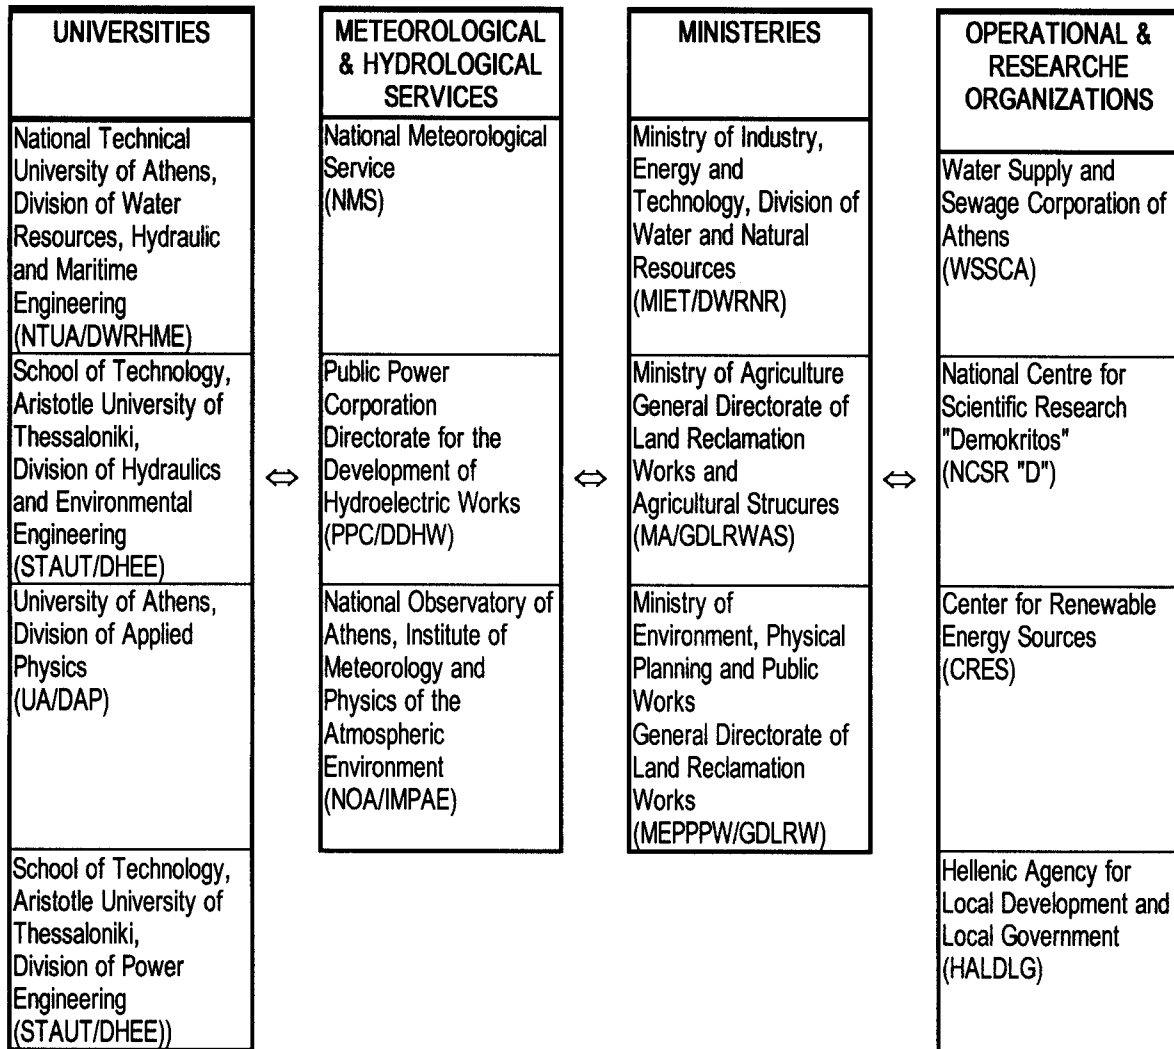 UNIVERSITIES
National Technical
University of Athens,
Division of Water
Resources, Hydraulic
and Maritime
Engineering
(NTUA/DWRHME)
School of Technology,
Aristotle University of
Thessaloniki,
Division of Hydraulics
and Environmental
Engineering
(STAUT/DHEE)
University of Athens,
Division of Applied
Physics
(UA/DAP)
School of Technology,
Aristotle University of
Thessaloniki,
Division of Power
Engineering
(STAUT/DHEE))
⇔
METEOROLOGICAL
& HYDROLOGICAL
SERVICES
National Meteorological
Service
(NMS)
Public Power
Corporation
Directorate for the
Development of
Hydroelectric Works
(PPC/DDHW)
National Observatory of
Athens, Institute of
Meteorology and
Physics of the
Atmospheric
Environment
(NOA/IMPAE)
⇔
MINISTERIES
Ministry of Industry,
Energy and
Technology, Division of
Water and Natural
Resources
(MIET/DWRNR)
Ministry of Agriculture
General Directorate of
Land Reclamation
Works and
Agricultural Strucures
(MA/GDLRWAS)
Ministry of
Environment, Physical
Planning and Public
Works
General Directorate of
Land Reclamation
Works
(MEPPPW/GDLRW)
⇔
OPERATIONAL &
RESEARCHE
ORGANIZATIONS
Water Supply and
Sewage Corporation of
Athens
(WSSCA)
National Centre for
Scientific Research
"Demokritos"
(NCSR "D")
Center for Renewable
Energy Sources
(CRES)
Hellenic Agency for
Local Development and
Local Government
(HALDLG)